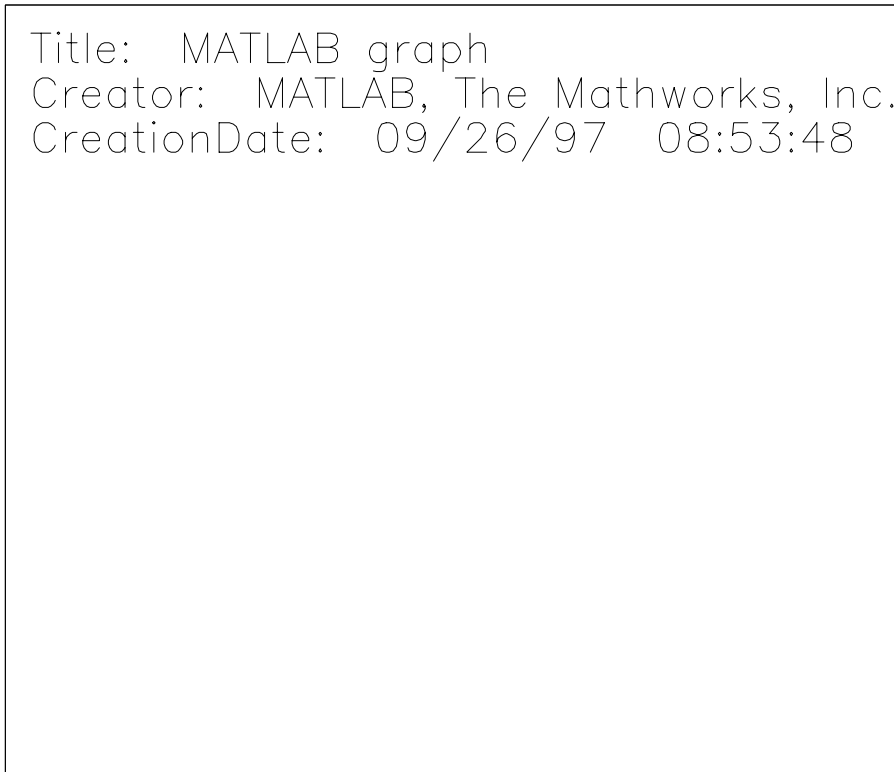 Title: MATLAB graph
Creator: MATLAB, The Mathworks, Inc.
CreationDate: 09/26/97 08:53:48